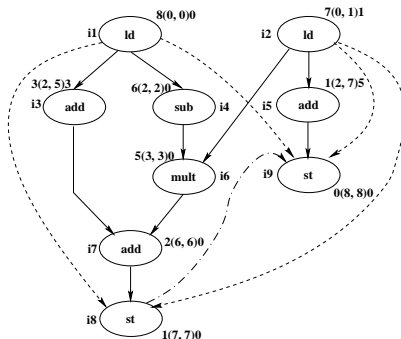 8(0, 0)0
i1 ld
7(0, 1)1
i2 ld
3(2, 5)3
i3 add
6(2, 2)0
sub i4
1(2, 7)5
i5 add
5(3, 3)0
mult i6
i9 st
0(8, 8)0
i7 add 2(6, 6)0
i8 st
1(7, 7)0